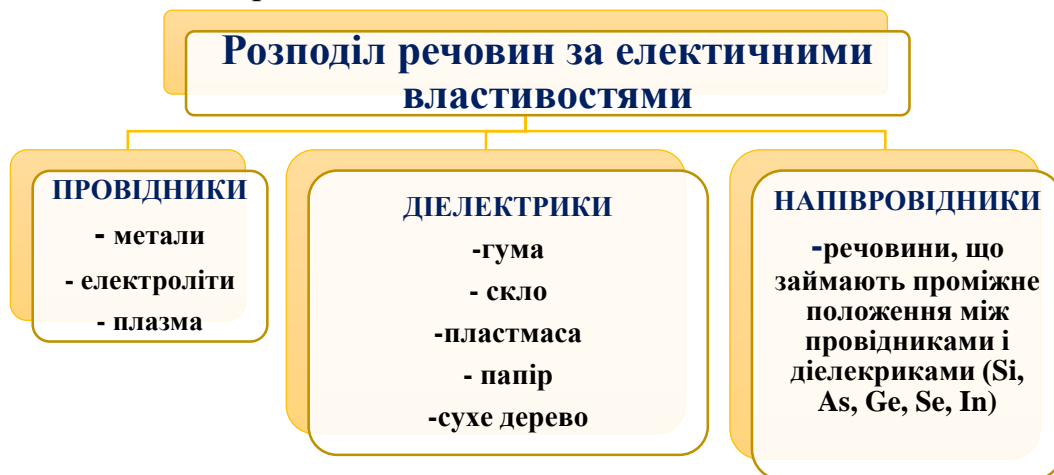 Розподіл речовин за електичними
властивостями
ПРОВІДНИКИ
- метали
- електроліти
- плазма
ДІЕЛЕКТРИКИ
-гума
- скло
-пластмаса
- папір
-сухе дерево
НАПІВРОВІДНИКИ
-речовини, що
займають проміжне
положення між
провідниками і
діелекриками (Si,
As, Ge, Se, In)